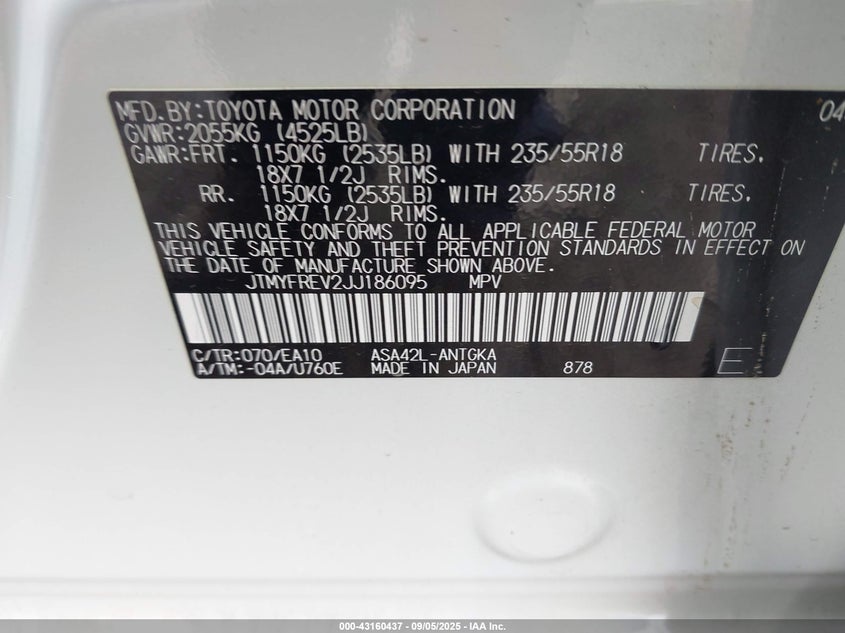 MFD. BY: TOYOTA MOTOR CORPORATION 04
GVWR: 2055KG (4525LB)
GAWR: FRT. 1150KG (2535LB) WITH 235/55R18 TIRES,
18X7 1/2J RIMS.
RR. 1150KG (2535LB) WITH 235/55R18 TIRES,
18X7 1/2J RIMS.
THIS VEHICLE CONFORMS TO ALL APPLICABLE FEDERAL MOTOR
VEHICLE SAFETY AND THEFT PREVENTION STANDARDS IN EFFECT ON
THE DATE OF MANUFACTURE SHOWN ABOVE.
JTMYFREV2JJ186095 MPV
C/TR: 070/EA10 ASA42L-ANTGKA
A/TM: -04A/U760E MADE IN JAPAN 878 E
000-43160437 - 09/05/2025 - IAA Inc.